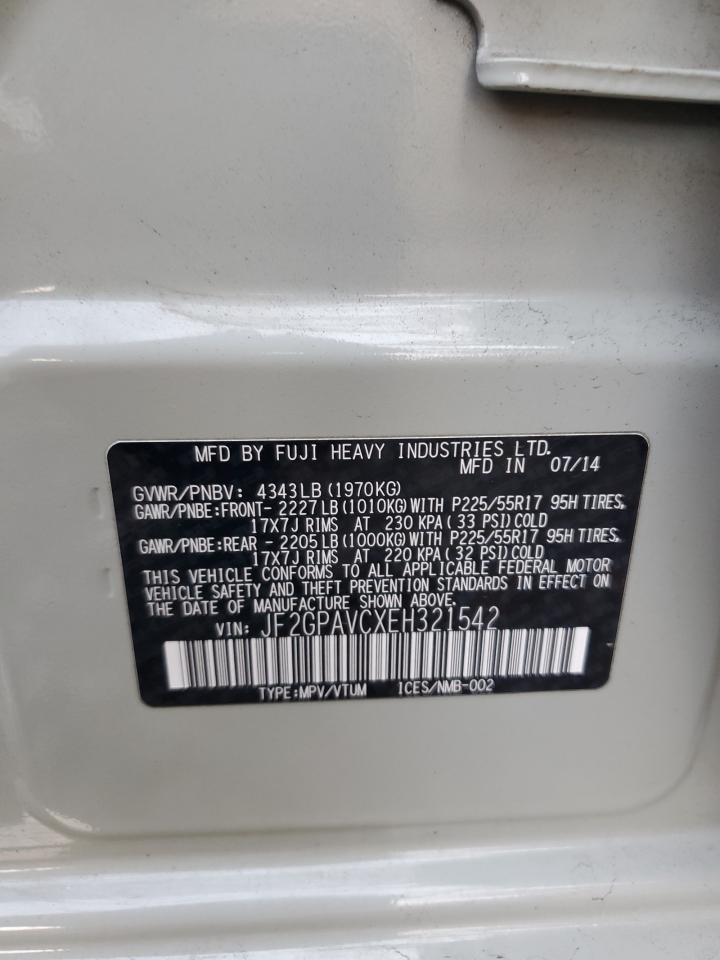 MFD BY FUJI HEAVY INDUSTRIES LTD.
MFD IN 07/14
GVWR/PNBV: 4343LB (1970KG)
GAWR/PNBE:FRONT- 2227LB (1010KG) WITH P225/55R17 95H TIRES,
17X7J RIMS AT 230 KPA (33 PSI) COLD
GAWR/PNBE:REAR - 2205LB (1000KG) WITH P225/55R17 95H TIRES,
17X7J RIMS AT 220 KPA (32 PSI) COLD
THIS VEHICLE CONFORMS TO ALL APPLICABLE FEDERAL MOTOR
VEHICLE SAFETY AND THEFT PREVENTION STANDARDS IN EFFECT ON
THE DATE OF MANUFACTURE SHOWN ABOVE.
VIN: JF2GPAVCXEH321542
TYPE:MPV/VTUM ICES/NMB-002